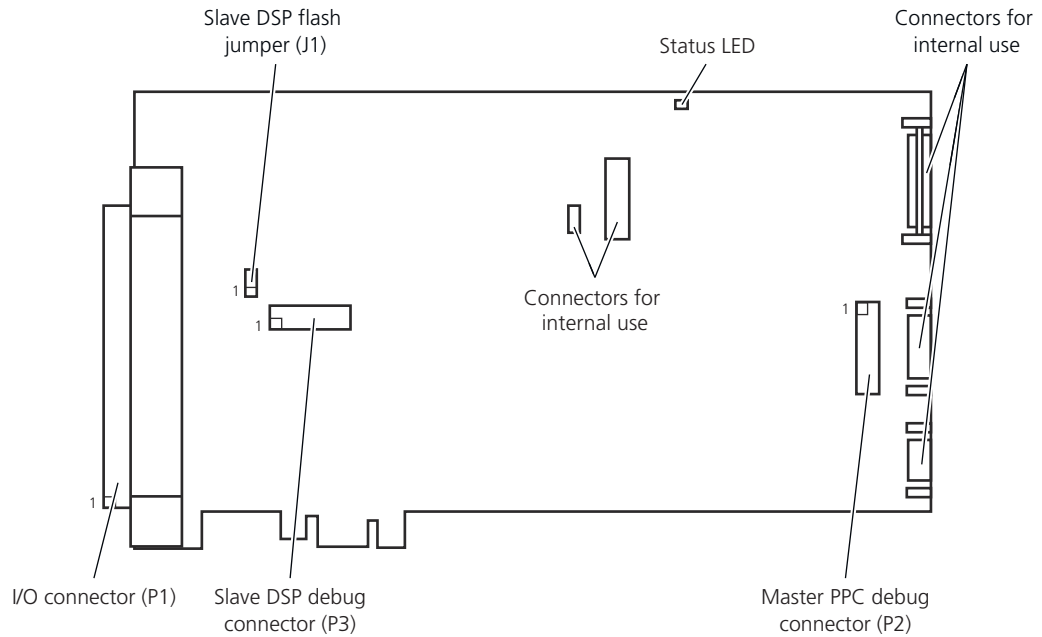 Slave DSP flash
jumper (J1)
Status LED
Connectors for
internal use
1
1
Connectors for
internal use
1
1
I/O connector (P1)
Slave DSP debug
connector (P3)
Master PPC debug
connector (P2)